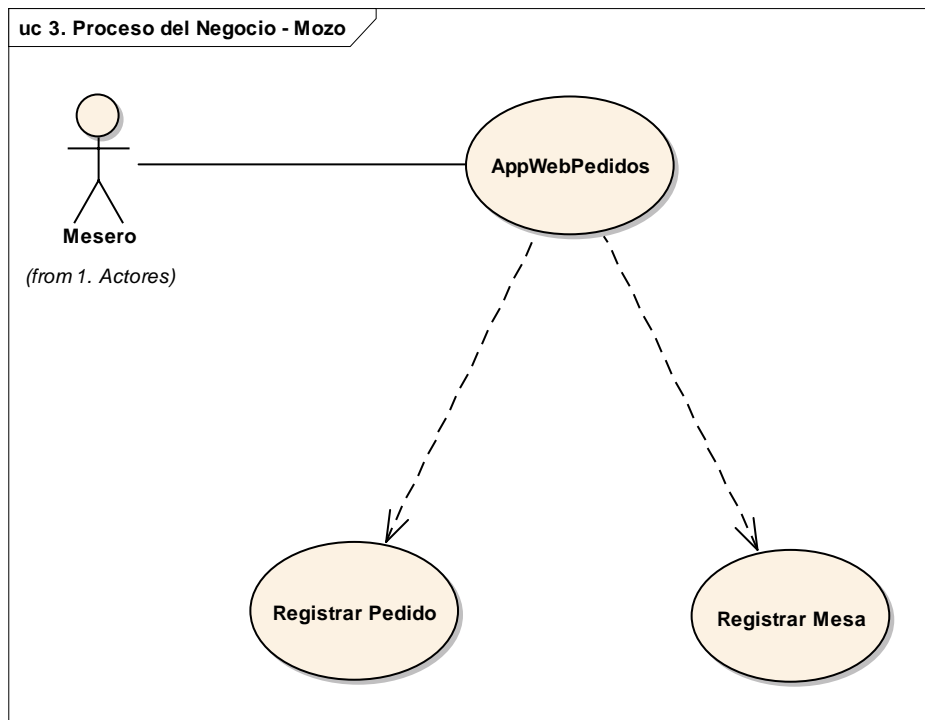 uc 3. Proceso del Negocio - Mozo
AppWebPedidos
Mesero
(from 1. Actores)
Registrar Pedido
Registrar Mesa